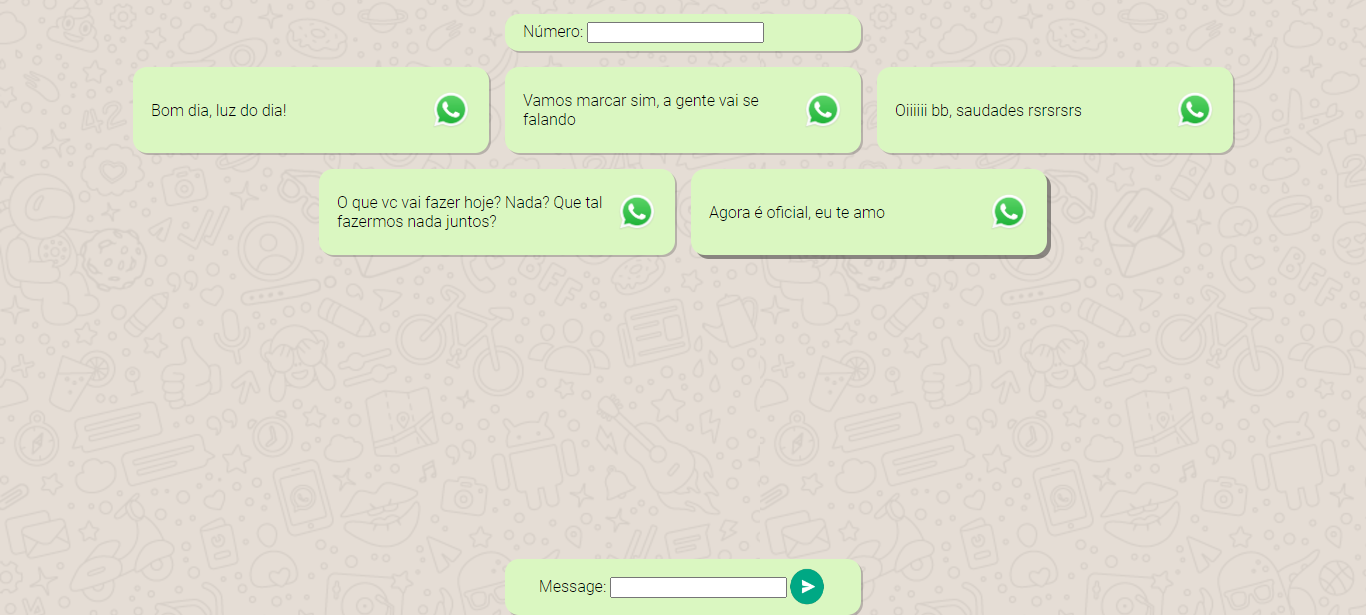 Número:
Bom dia, luz do dia!
Vamos marcar sim, a gente vai se
falando
Oiiiiii bb, saudades rsrsrsrs
O que vc vai fazer hoje? Nada? Que tal
fazermos nada juntos?
Agora é oficial, eu te amo
Message: